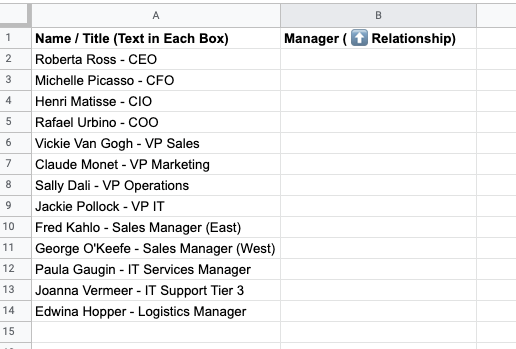 A B
1 Name / Title (Text in Each Box) Manager ( ⬆️ Relationship)
2 Roberta Ross - CEO
3 Michelle Picasso - CFO
4 Henri Matisse - CIO
5 Rafael Urbino - COO
6 Vickie Van Gogh - VP Sales
7 Claude Monet - VP Marketing
8 Sally Dali - VP Operations
9 Jackie Pollock - VP IT
10 Fred Kahlo - Sales Manager (East)
11 George O'Keefe - Sales Manager (West)
12 Paula Gaugin - IT Services Manager
13 Joanna Vermeer - IT Support Tier 3
14 Edwina Hopper - Logistics Manager
15